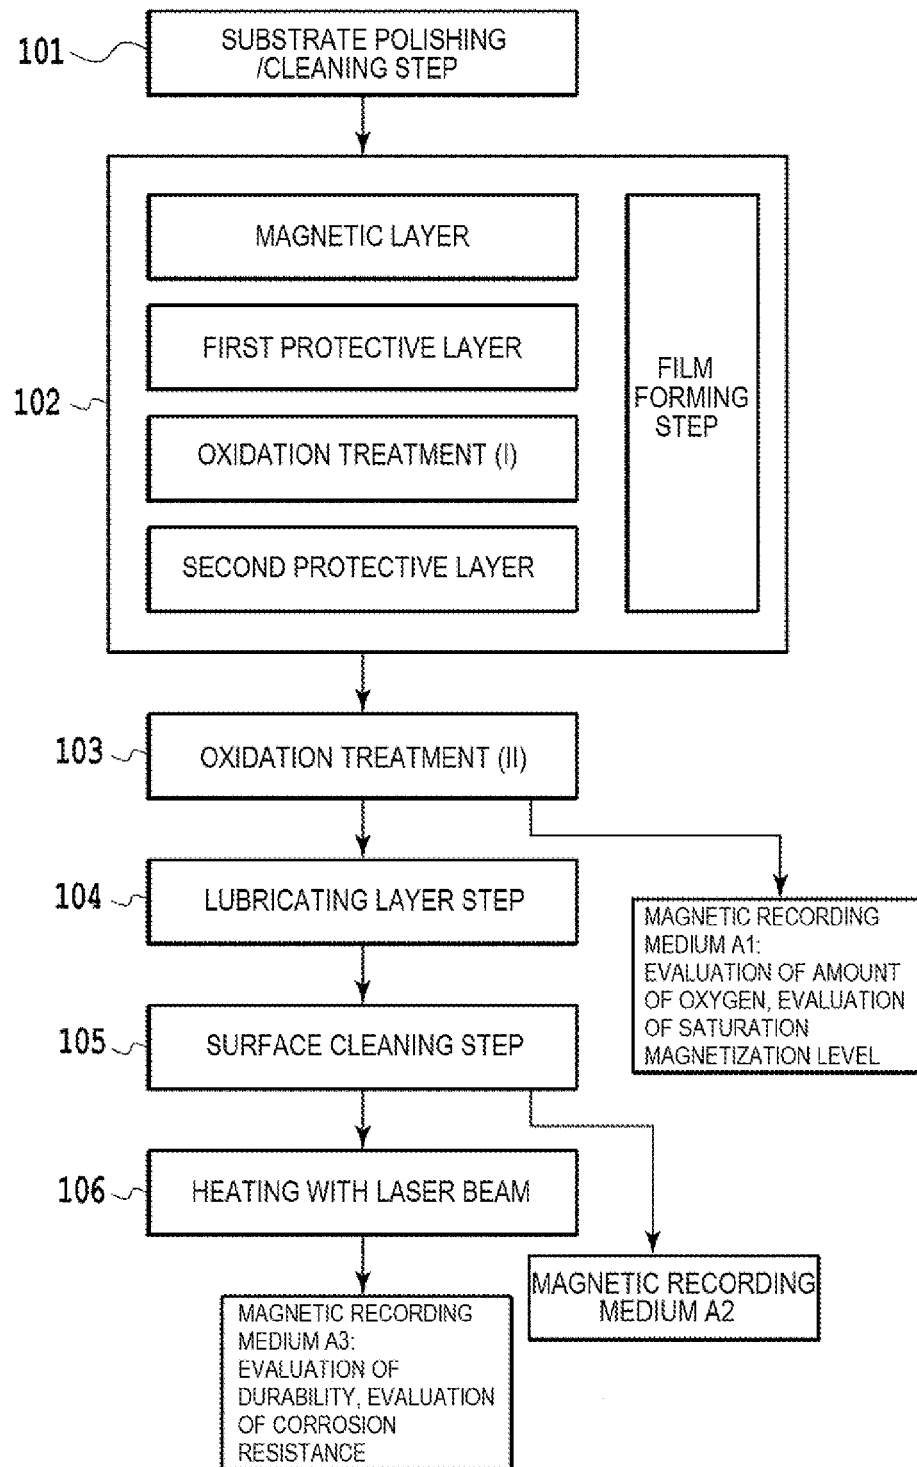 101
SUBSTRATE POLISHING
/CLEANING STEP
102
MAGNETIC LAYER
FIRST PROTECTIVE LAYER
OXIDATION TREATMENT (I)
SECOND PROTECTIVE LAYER
FILM
FORMING
STEP
103
OXIDATION TREATMENT (II)
104
LUBRICATING LAYER STEP
MAGNETIC RECORDING
MEDIUM A1:
EVALUATION OF AMOUNT
OF OXYGEN, EVALUATION
OF SATURATION
MAGNETIZATION LEVEL
105
SURFACE CLEANING STEP
106
HEATING WITH LASER BEAM
MAGNETIC RECORDING
MEDIUM A2
MAGNETIC RECORDING
MEDIUM A3:
EVALUATION OF
DURABILITY, EVALUATION
OF CORROSION
RESISTANCE